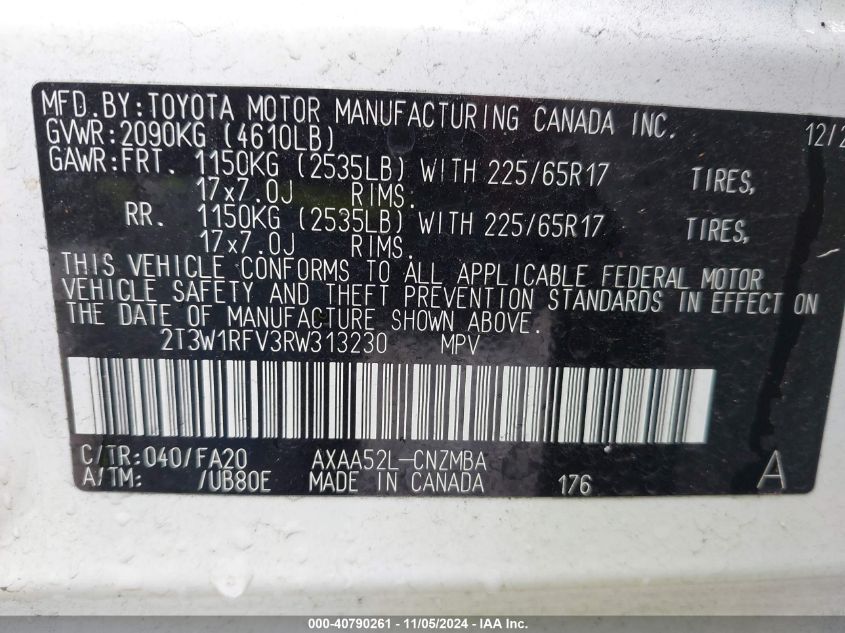 MFD. BY: TOYOTA MOTOR MANUFACTURING CANADA INC. 12/2
GVWR: 2090KG (4610LB)
GAWR: FRT. 1150KG (2535LB) WITH 225/65R17 TIRES,
17x7.0J RIMS.
RR. 1150KG (2535LB) WITH 225/65R17 TIRES,
17x7.0J RIMS.
THIS VEHICLE CONFORMS TO ALL APPLICABLE FEDERAL MOTOR
VEHICLE SAFETY AND THEFT PREVENTION STANDARDS IN EFFECT ON
THE DATE OF MANUFACTURE SHOWN ABOVE.
2T3W1RFV3RW313230 MPV
C/TR: 040/FA20 AXAA52L-CNZMBA
A/TM: /UB80E MADE IN CANADA 176 A
000-40790261 - 11/05/2024 - IAA Inc.